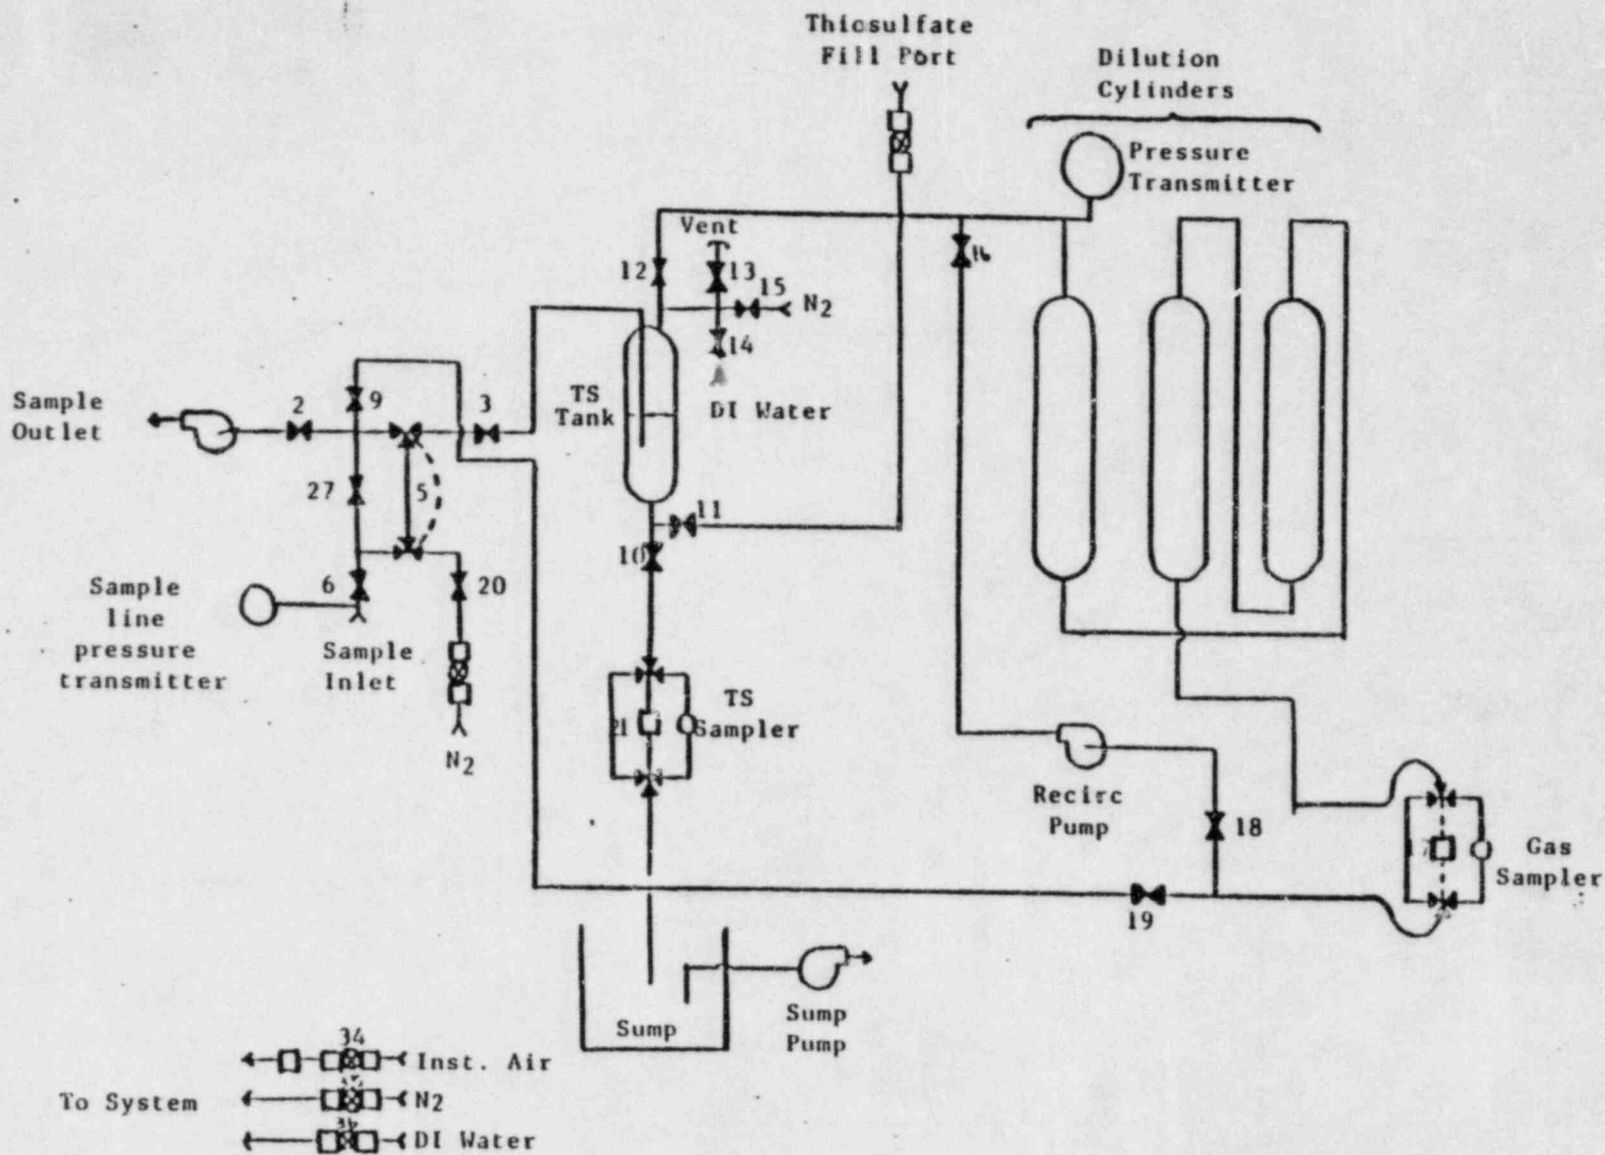 Thiosulfate
Fill Port
Dilution
Cylinders
Pressure
Transmitter
Vent
12
13
15
N2
16
14
DI Water
TS
Tank
Sample
Outlet
2
9
3
27
5
11
10
6
20
Sample
line
pressure
transmitter
Sample
Inlet
N2
21
TS
Sampler
Recirc
Pump
18
19
17
Gas
Sampler
Sump
Sump
Pump
34
Inst. Air
To System
N2
36
DI Water